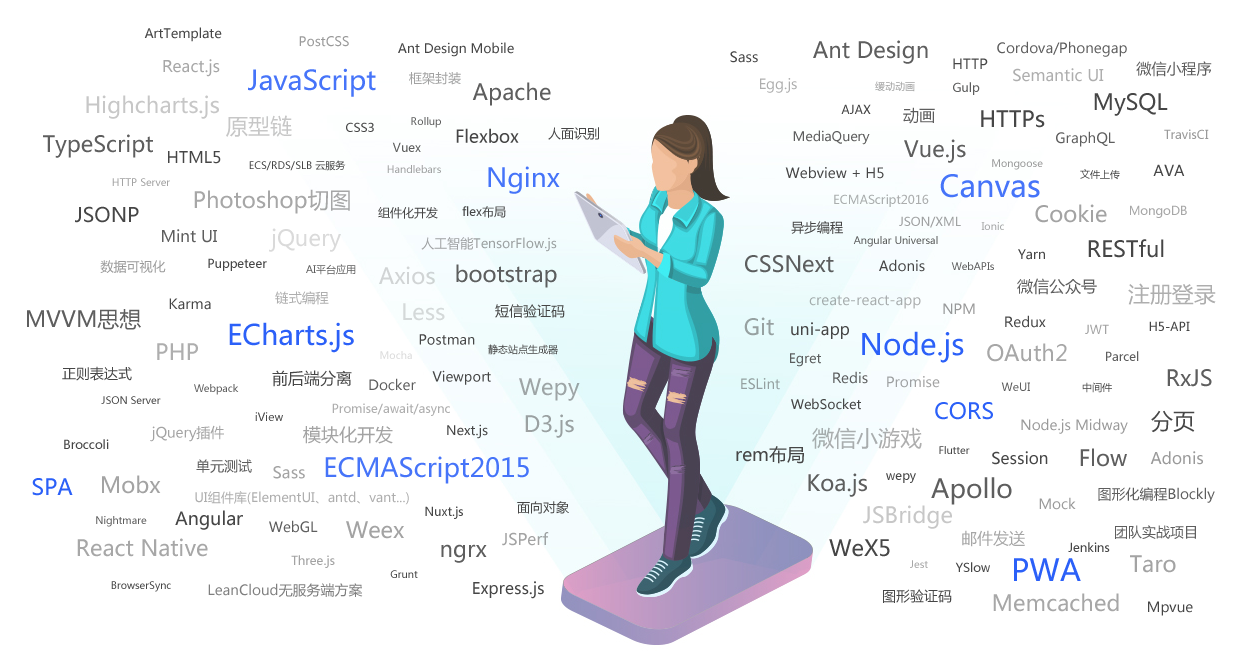 ArtTemplate
PostCSS
Ant Design Mobile
React.js
JavaScript
框架封装
Apache
Highcharts.js
原型链
CSS3
Rollup
Flexbox
人面识别
TypeScript
HTML5
ECS/RDS/SLB 云服务
Vuex
Handlebars
HTTP Server
Nginx
Photoshop切图
JSONP
组件化开发
flex布局
Mint UI
jQuery
人工智能TensorFlow.js
数据可视化
Puppeteer
AI平台应用
Axios
bootstrap
Karma
链式编程
Less
短信验证码
MVVM思想
ECharts.js
Postman
静态站点生成器
PHP
Mocha
正则表达式
前后端分离
Docker
Viewport
Wepy
Webpack
JSON Server
iView
Promise/await/async
D3.js
Broccoli
jQuery插件
模块化开发
Next.js
单元测试
Sass
ECMAScript2015
SPA
Mobx
UI组件库(ElementUI、antd、vant...)
Nightmare
Angular
WebGL
Weex
Nuxt.js
面向对象
React Native
Three.js
ngrx
JSPerf
BrowserSync
LeanCloud无服务端方案
Grunt
Express.js
Sass
Ant Design
Cordova/Phonegap
HTTP
Semantic UI
微信小程序
Egg.js
缓动动画
Gulp
MySQL
AJAX
动画
HTTPs
MediaQuery
Vue.js
GraphQL
TravisCI
Webview + H5
Mongoose
文件上传
AVA
Canvas
ECMAScript2016
Cookie
MongoDB
异步编程
JSON/XML
Ionic
Angular Universal
RESTful
CSSNext
Adonis
WebAPIs
Yarn
create-react-app
NPM
微信公众号
注册登录
Git
uni-app
Redux
JWT
H5-API
Egret
Node.js
OAuth2
Parcel
ESLint
Redis
Promise
WeUI
中间件
RxJS
WebSocket
CORS
Node.js Midway
分页
微信小游戏
rem布局
Flutter
Session
Flow
Adonis
Koa.js
wepy
Apollo
Mock
图形化编程Blockly
JSBridge
邮件发送
团队实战项目
WeX5
Jenkins
Jest
YSlow
PWA
Taro
图形验证码
Memcached
Mpvue